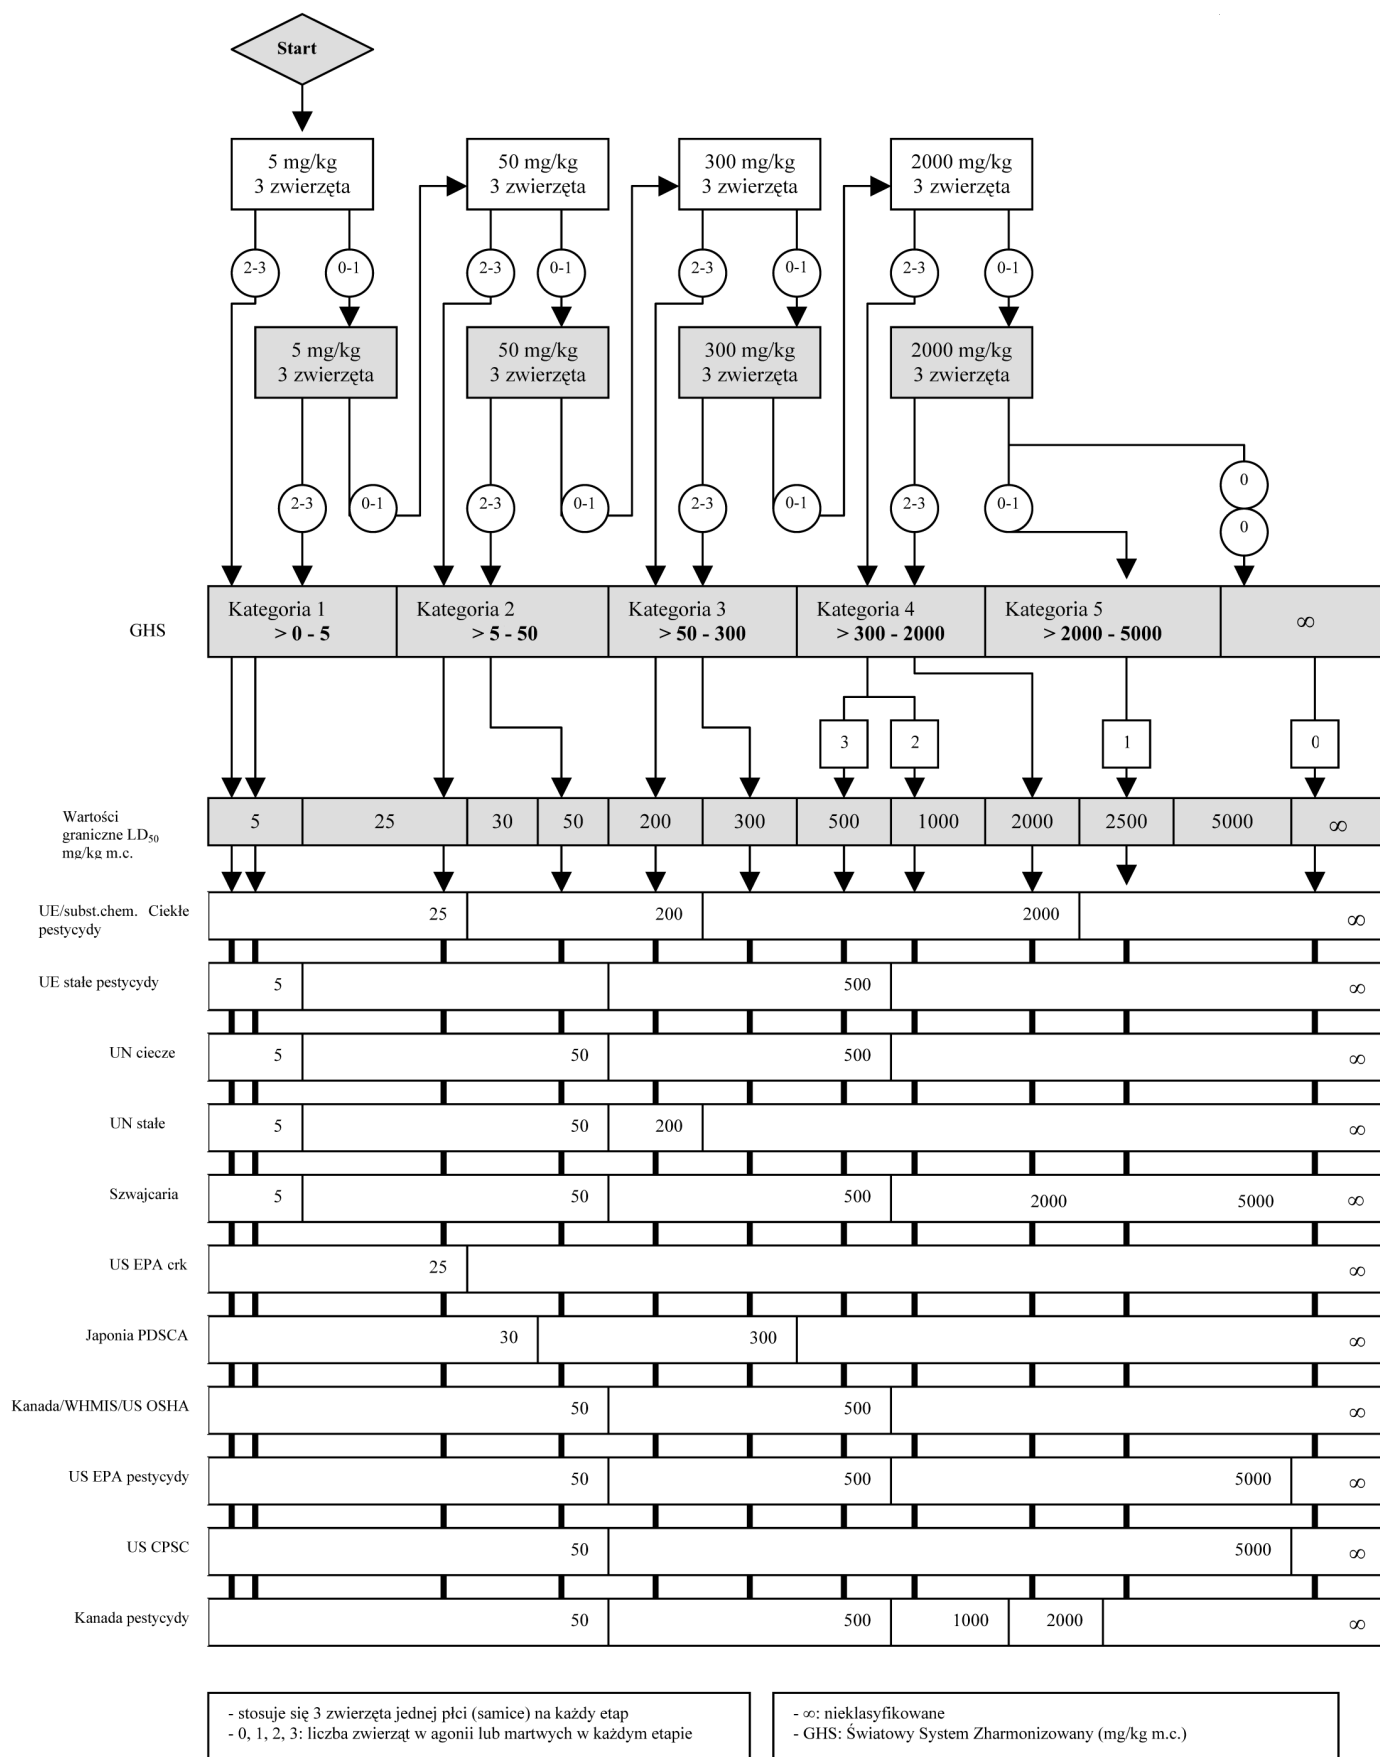 Start
5 mg/kg
3 zwierzęta
50 mg/kg
3 zwierzęta
300 mg/kg
3 zwierzęta
2000 mg/kg
3 zwierzęta
2-3
0-1
2-3
0-1
2-3
0-1
2-3
0-1
5 mg/kg
3 zwierzęta
50 mg/kg
3 zwierzęta
300 mg/kg
3 zwierzęta
2000 mg/kg
3 zwierzęta
2-3
0-1
2-3
0-1
2-3
0-1
2-3
0-1
0
0
GHS
Kategoria 1
> 0 - 5
Kategoria 2
> 5 - 50
Kategoria 3
> 50 - 300
Kategoria 4
> 300 - 2000
Kategoria 5
> 2000 - 5000
∞
3
2
1
0
Wartości
graniczne LD₅₀
mg/kg m.c.
5
25
30
50
200
300
500
1000
2000
2500
5000
∞
UE/subst.chem. Ciekłe
pestycydy
25
200
2000
∞
UE stałe pestycydy
5
500
∞
UN ciecze
5
50
500
∞
UN stałe
5
50
200
∞
Szwajcaria
5
50
500
2000
5000
∞
US EPA crk
25
∞
Japonia PDSCA
30
300
∞
Kanada/WHMIS/US OSHA
50
500
∞
US EPA pestycydy
50
500
5000
∞
US CPSC
50
5000
∞
Kanada pestycydy
50
500
1000
2000
∞
- stosuje się 3 zwierzęta jednej płci (samice) na każdy etap
- 0, 1, 2, 3: liczba zwierząt w agonii lub martwych w każdym etapie
- ∞: nieklasyfikowane
- GHS: Światowy System Zharmonizowany (mg/kg m.c.)